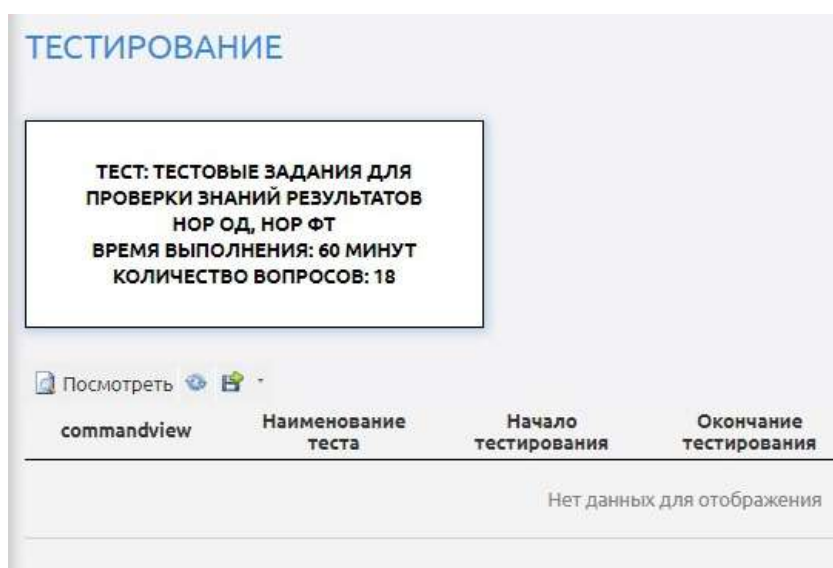 ТЕСТИРОВАНИЕ
ТЕСТ: ТЕСТОВЫЕ ЗАДАНИЯ ДЛЯ
ПРОВЕРКИ ЗНАНИЙ РЕЗУЛЬТАТОВ
НОР ОД, НОР ФТ
ВРЕМЯ ВЫПОЛНЕНИЯ: 60 МИНУТ
КОЛИЧЕСТВО ВОПРОСОВ: 18
Посмотреть
commandview Наименование теста Начало тестирования Окончание тестирования
Нет данных для отображения